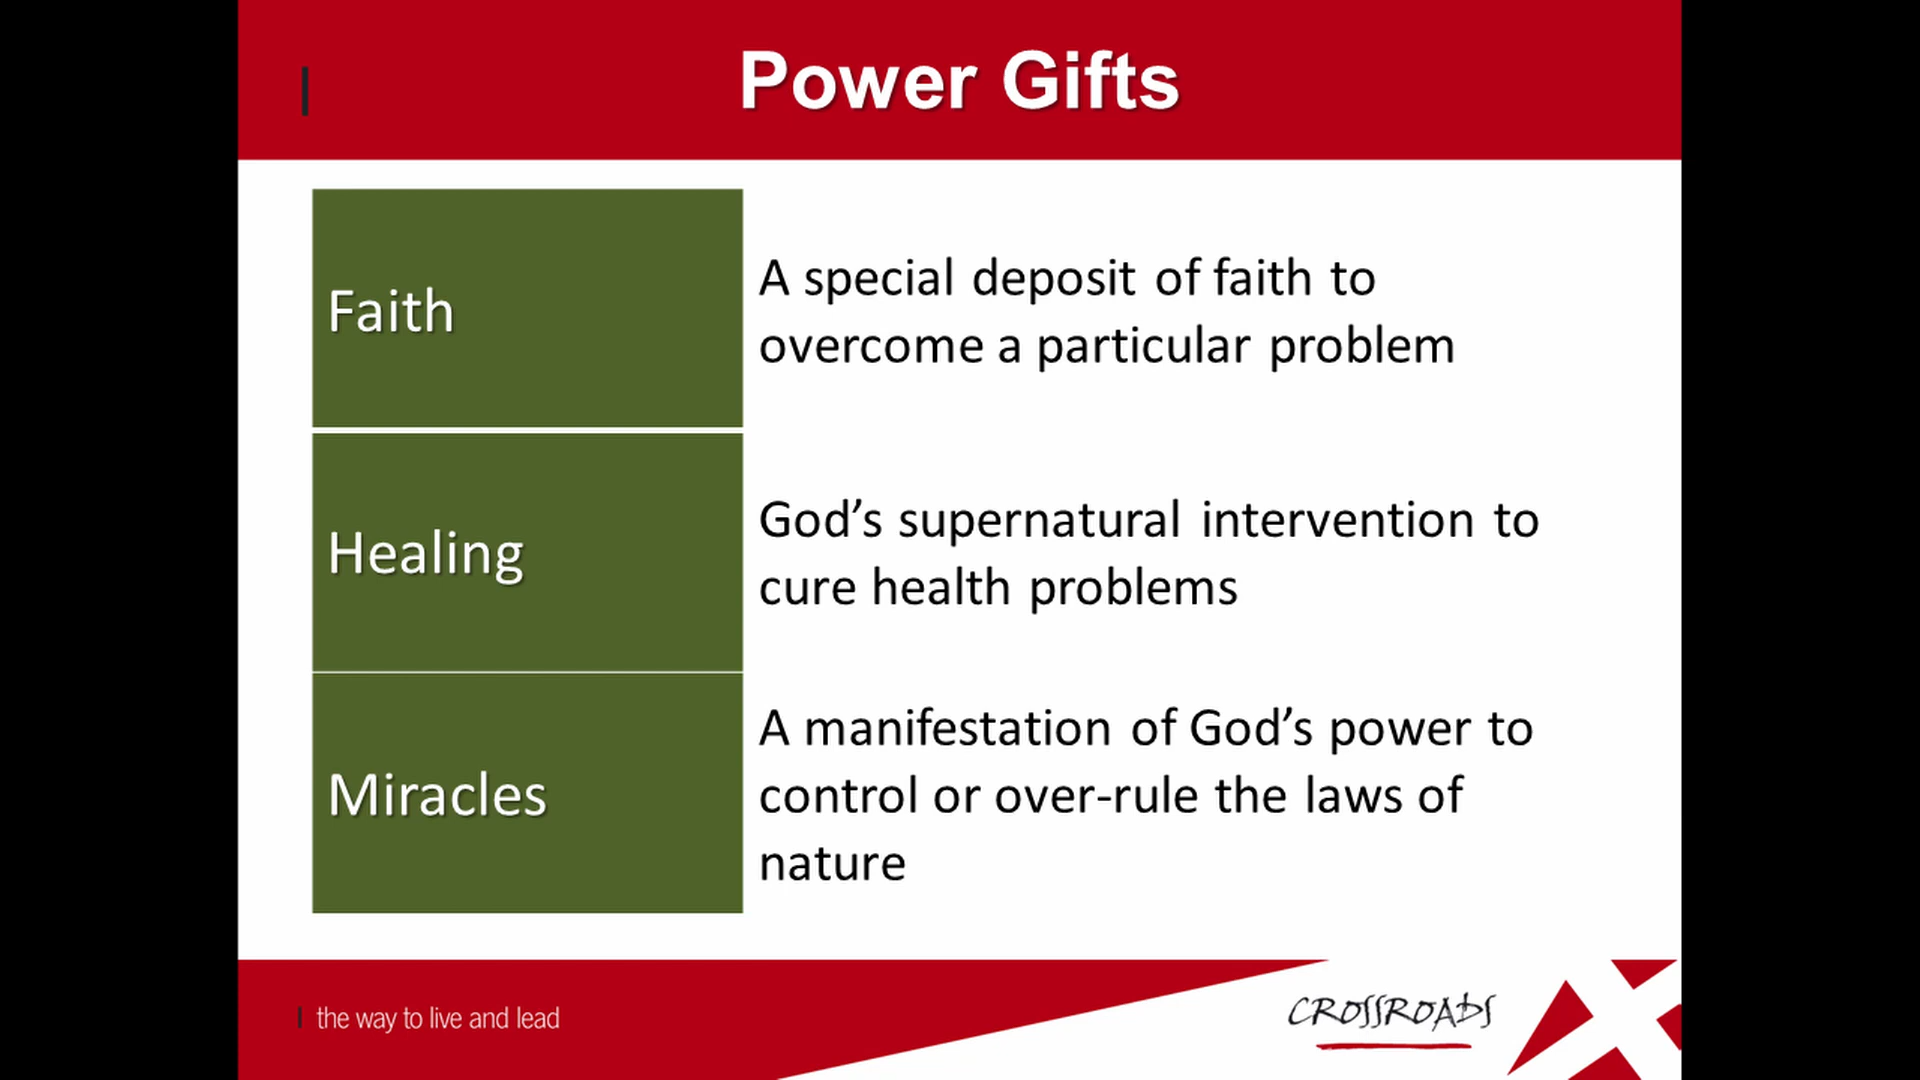 Power Gifts
Faith
A special deposit of faith to
overcome a particular problem
Healing
God’s supernatural intervention to
cure health problems
Miracles
A manifestation of God’s power to
control or over-rule the laws of
nature
the way to live and lead
CROSSROADS